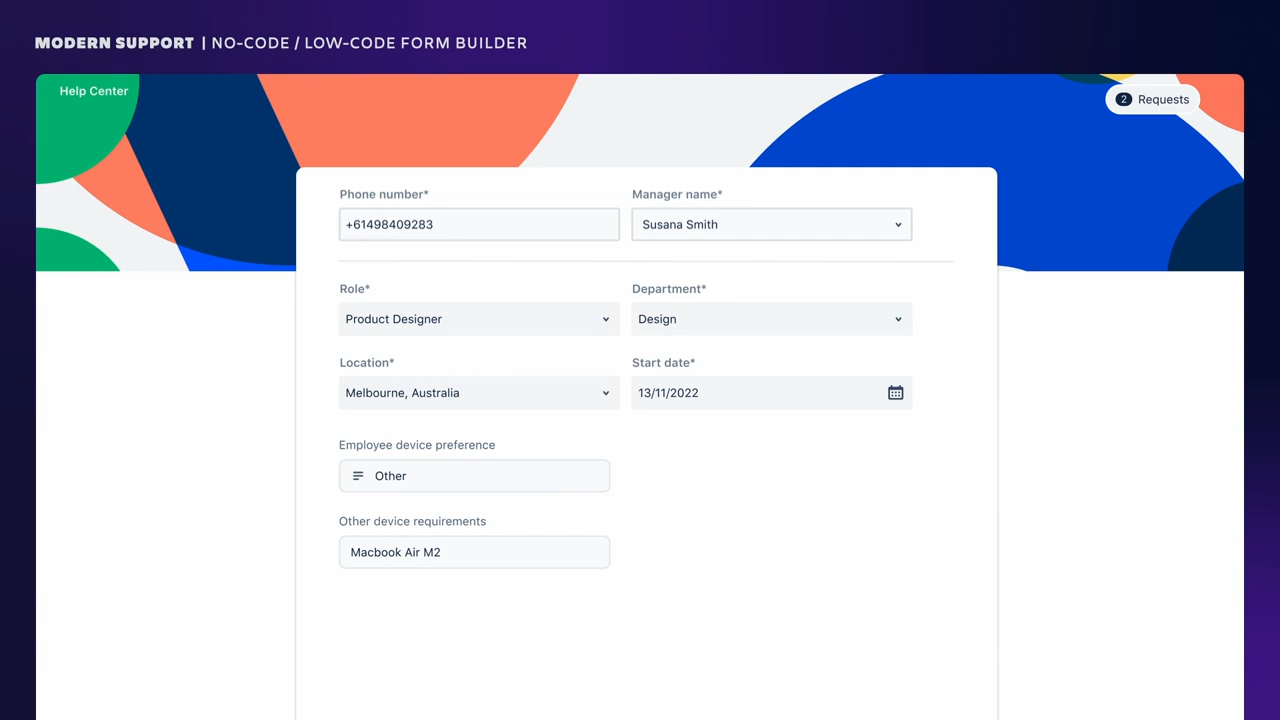 MODERN SUPPORT | NO-CODE / LOW-CODE FORM BUILDER
Help Center
2 Requests
Phone number* Manager name*
+61498409283 Susana Smith
Role* Department*
Product Designer Design
Location* Start date*
Melbourne, Australia 13/11/2022
Employee device preference
Other
Other device requirements
Macbook Air M2